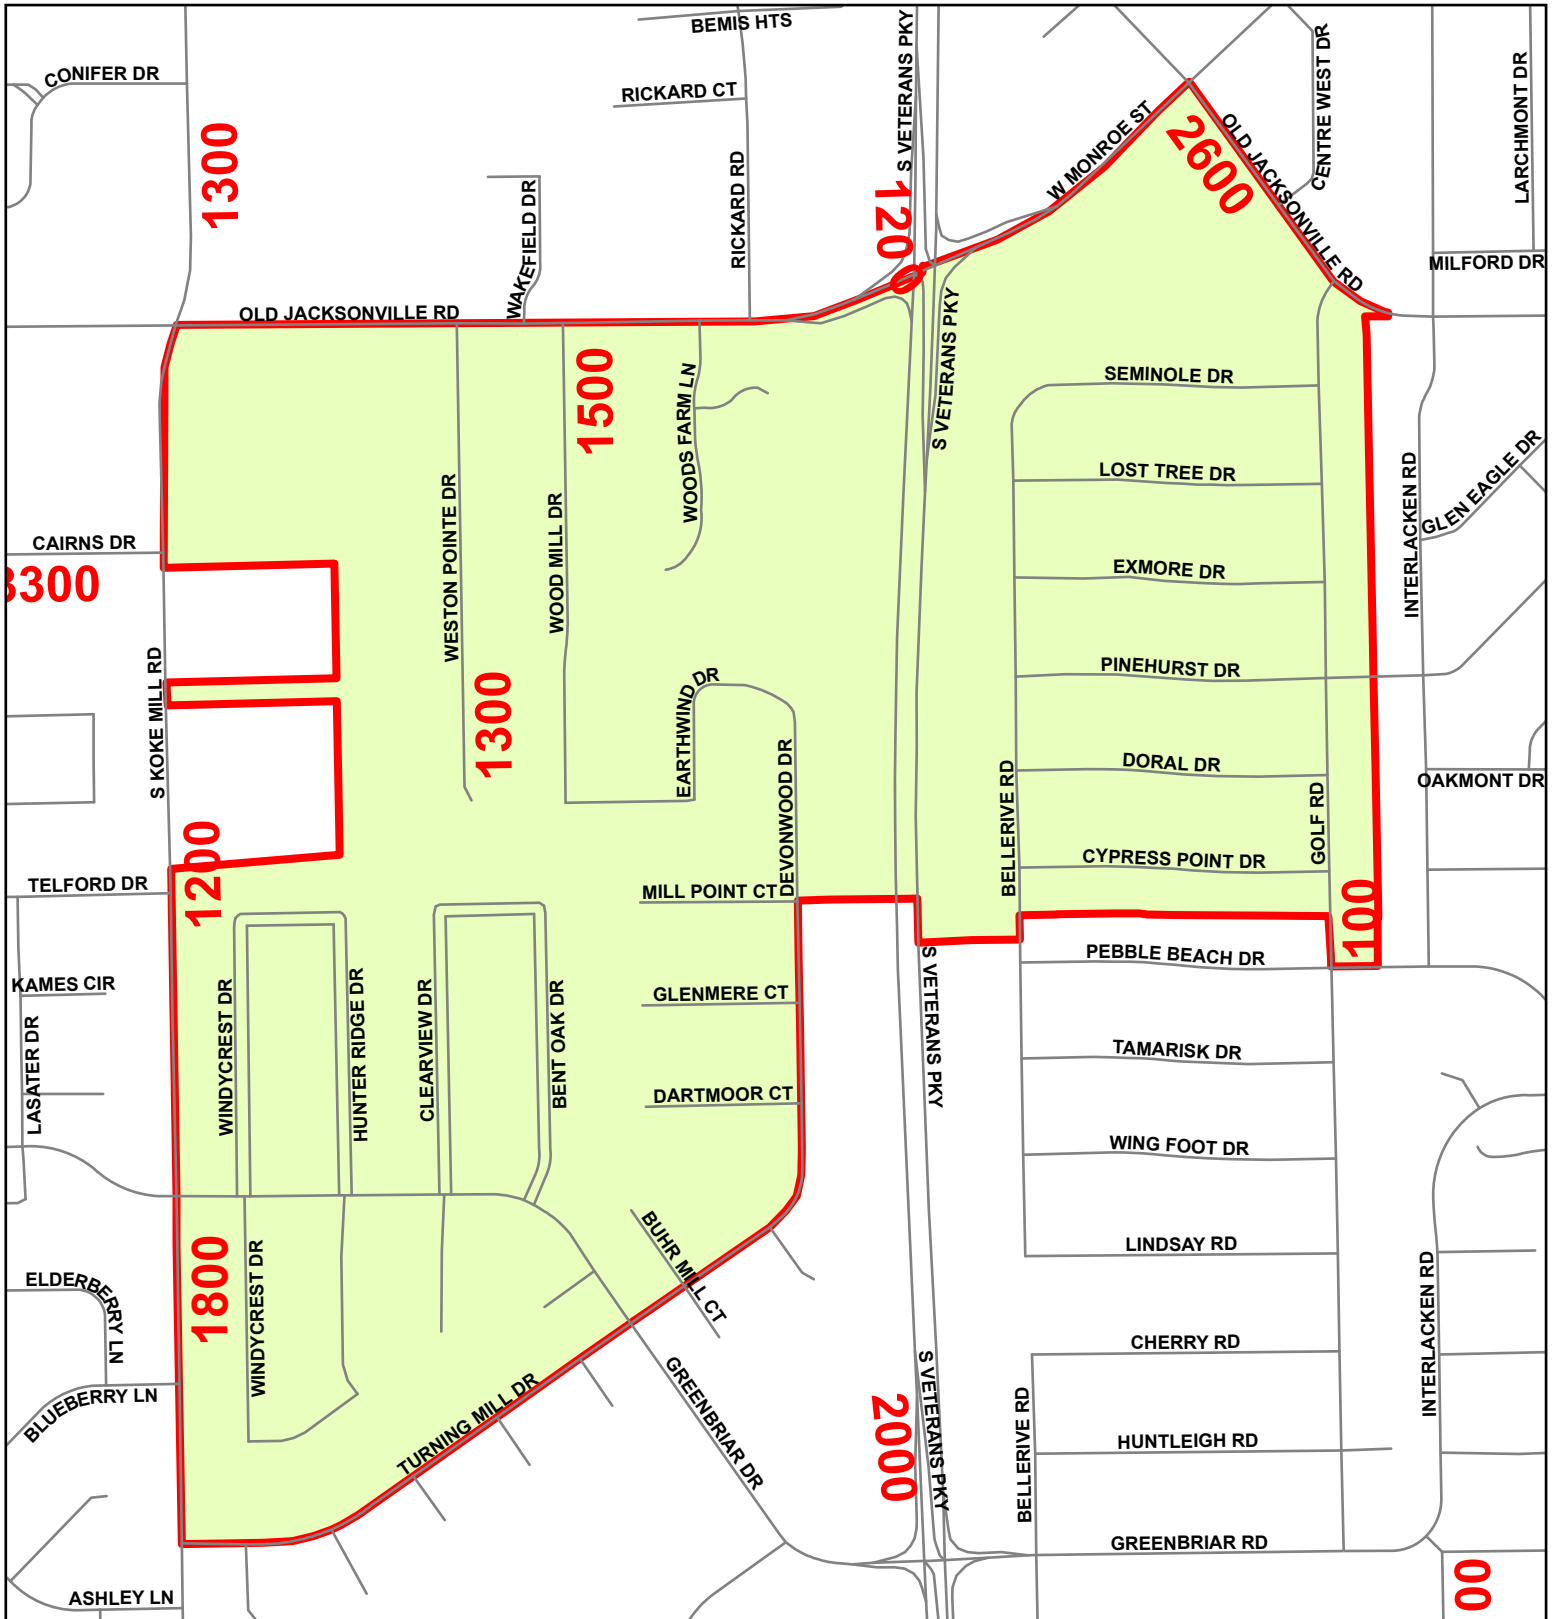 BEMIS HTS
S VETERANS PKY
CENTRE WEST DR
LARCHMONT DR
CONIFER DR
RICKARD CT
1300
W MONROE ST
2600
OLD JACKSONVILLE RD
RICKARD RD
WAKEFIELD DR
120
MILFORD DR
OLD JACKSONVILLE RD
S VETERANS PKY
1500
WOODS FARM LN
SEMINOLE DR
LOST TREE DR
INTERLACKEN RD
GLEN EAGLE DR
WESTON POINTE DR
WOOD MILL DR
CAIRNS DR
3300
EXMORE DR
S KOKE MILL RD
1300
EARTHWIND DR
PINEHURST DR
DEVONWOOD DR
BELLERIVE RD
DORAL DR
GOLF RD
OAKMONT DR
1200
TELFORD DR
MILL POINT CT
CYPRESS POINT DR
100
KAMES CIR
LASATER DR
WINDYCREST DR
HUNTER RIDGE DR
CLEARVIEW DR
BENT OAK DR
GLENMERE CT
S VETERANS PKY
PEBBLE BEACH DR
TAMARISK DR
DARTMOOR CT
WING FOOT DR
BUHR MILL CT
1800
WINDYCREST DR
LINDSAY RD
INTERLACKEN RD
ELDERBERRY LN
BLUEBERRY LN
CHERRY RD
GREENBRIAR DR
TURNING MILL DR
2000
S VETERANS PKY
BELLERIVE RD
HUNTLEIGH RD
GREENBRIAR RD
ASHLEY LN
00